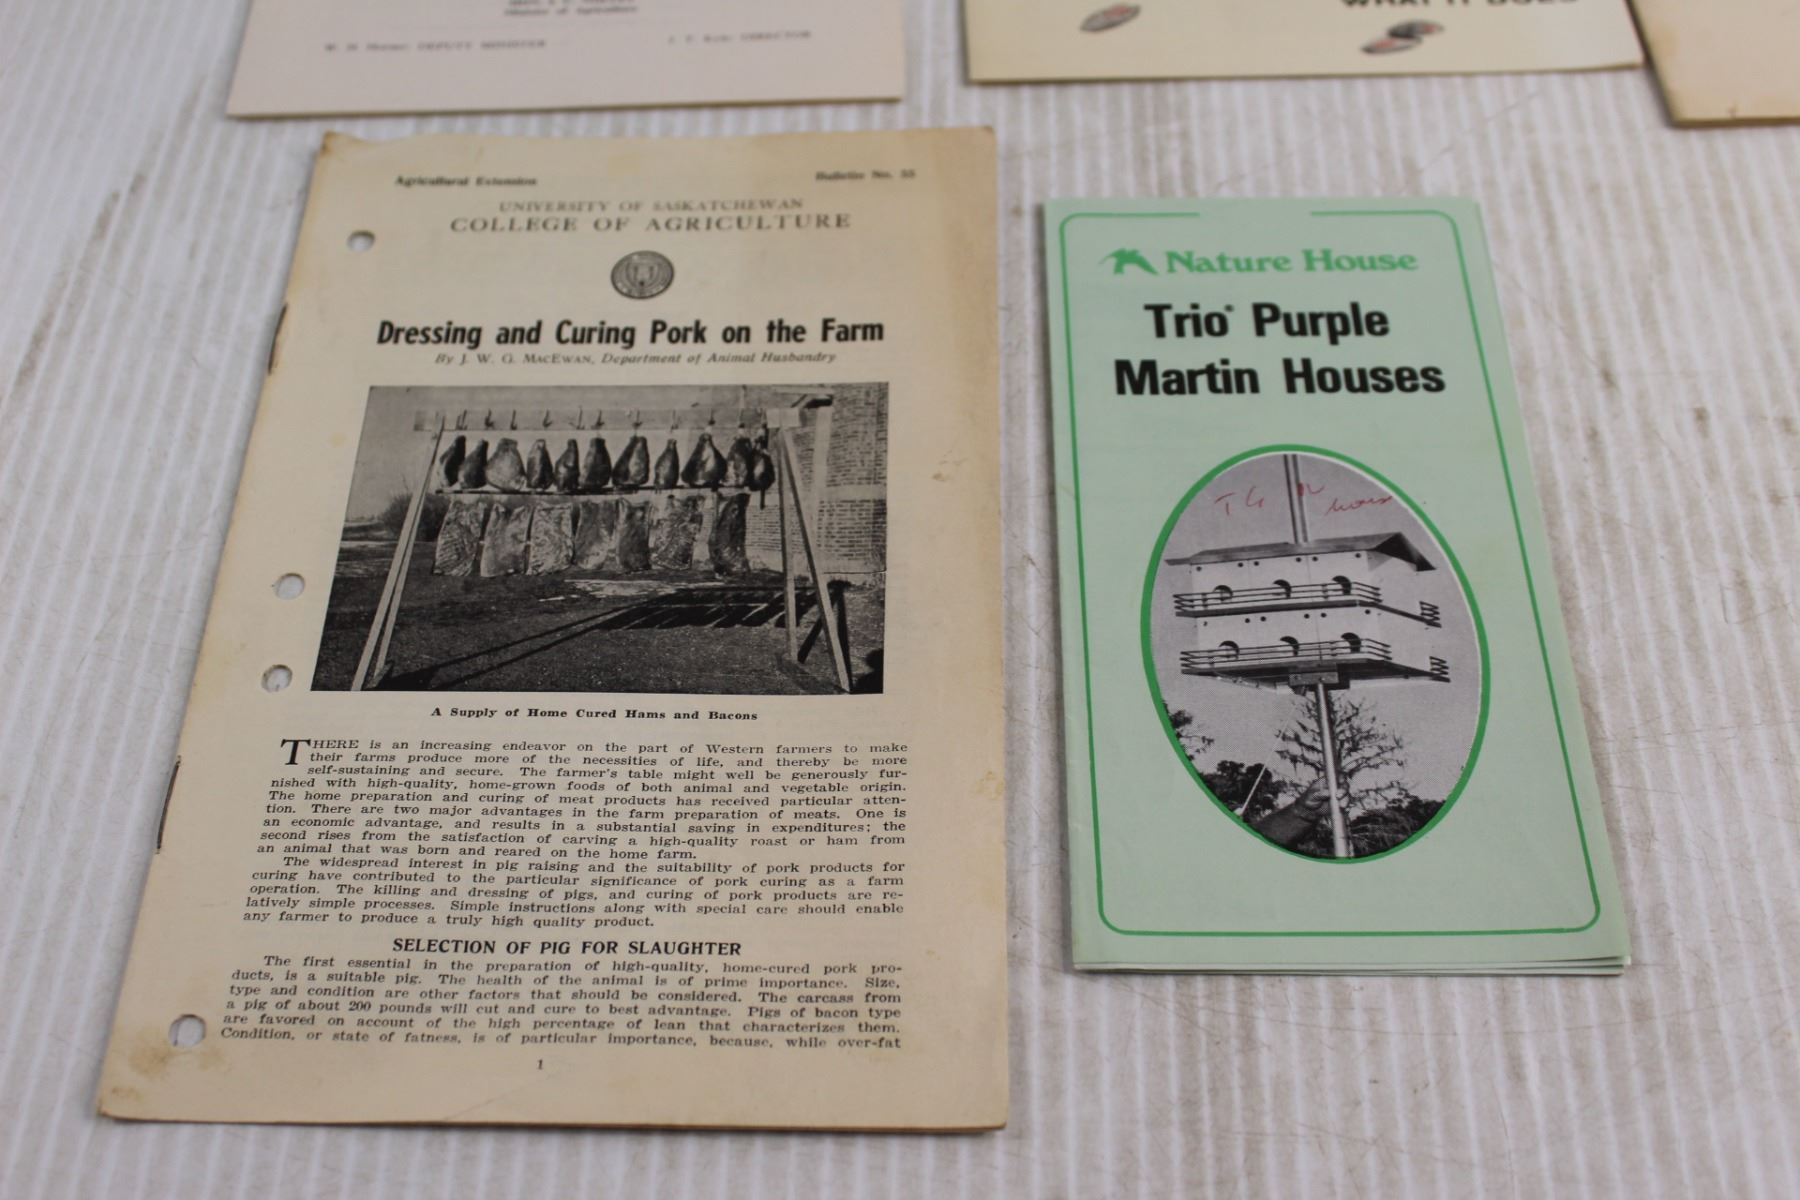 Minister of Agriculture
DEPUTY MINISTER
DIRECTOR
WHAT IT DOES
Agricultural Extension
Bulletin No. 55
UNIVERSITY OF SASKATCHEWAN
COLLEGE OF AGRICULTURE
Dressing and Curing Pork on the Farm
By J. W. G. MACEWAN, Department of Animal Husbandry
A Supply of Home Cured Hams and Bacons
THERE is an increasing endeavor on the part of Western farmers to make
their farms produce more of the necessities of life, and thereby be more
self-sustaining and secure. The farmer's table might well be generously fur-
nished with high-quality, home-grown foods of both animal and vegetable origin.
The home preparation and curing of meat products has received particular atten-
tion. There are two major advantages in the farm preparation of meats. One is
an economic advantage, and results in a substantial saving in expenditures; the
second rises from the satisfaction of carving a high-quality roast or ham from
an animal that was born and reared on the home farm.
The widespread interest in pig raising and the suitability of pork products for
curing have contributed to the particular significance of pork curing as a farm
operation. The killing and dressing of pigs, and curing of pork products are re-
latively simple processes. Simple instructions along with special care should enable
any farmer to produce a truly high quality product.
SELECTION OF PIG FOR SLAUGHTER
The first essential in the preparation of high-quality, home-cured pork pro-
ducts, is a suitable pig. The health of the animal is of prime importance. Size,
type and condition are other factors that should be considered. The carcass from
a pig of about 200 pounds will cut and cure to best advantage. Pigs of bacon type
are favored on account of the high percentage of lean that characterizes them.
Condition, or state of fatness, is of particular importance, because, while over-fat
1
Nature House
Trio® Purple
Martin Houses